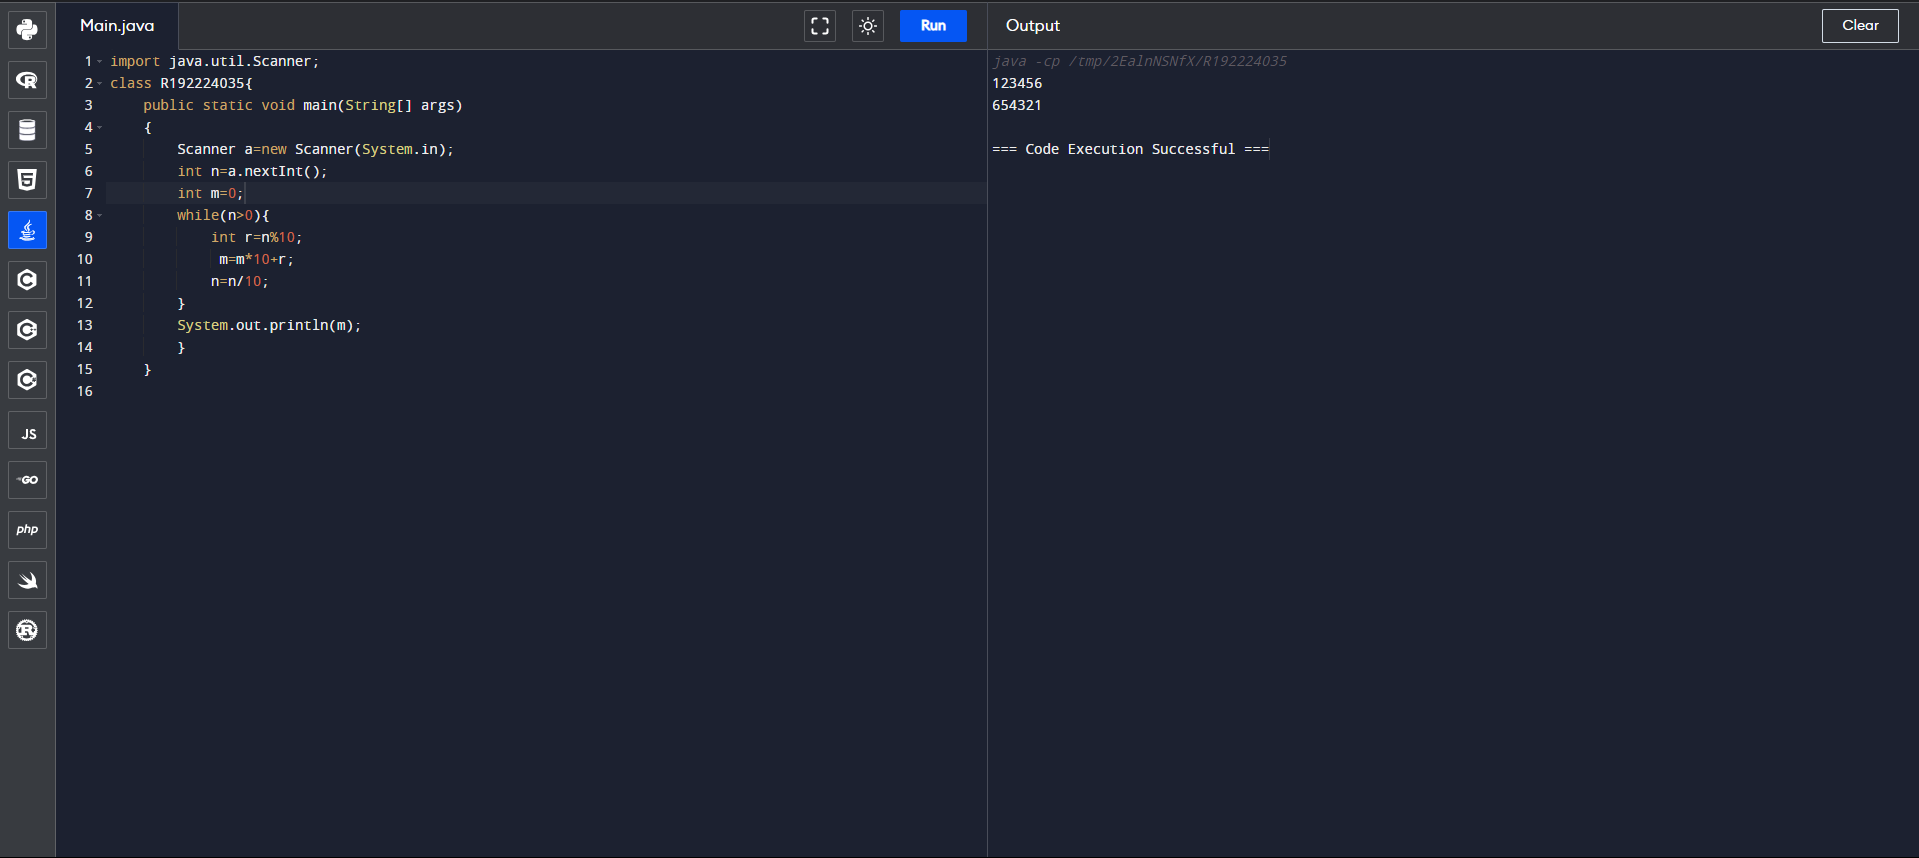 Main.java
Run
Output
Clear
1 import java.util.Scanner;
2 class R192224035{
3     public static void main(String[] args)
4     {
5         Scanner a=new Scanner(System.in);
6         int n=a.nextInt();
7         int m=0;
8         while(n>0){
9             int r=n%10;
10             m=m*10+r;
11            n=n/10;
12        }
13        System.out.println(m);
14        }
15    }
16
java -cp /tmp/2EalnNSNfX/R192224035
123456
654321
=== Code Execution Successful ===
JS
GO
php